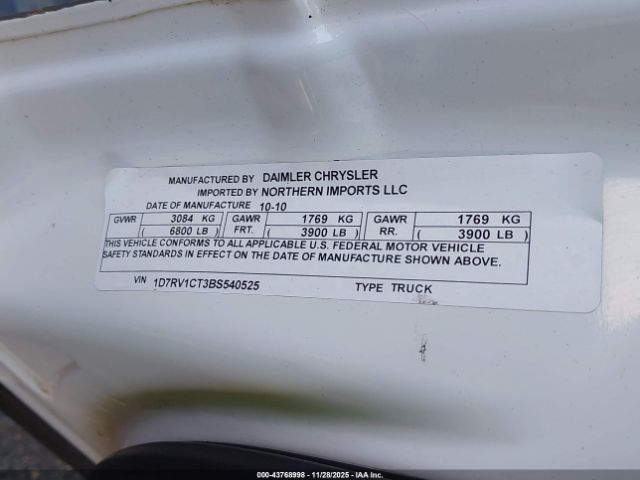 MANUFACTURED BY DAIMLER CHRYSLER
IMPORTED BY NORTHERN IMPORTS LLC
DATE OF MANUFACTURE 10-10
GVWR 3084 KG GAWR 1769 KG GAWR 1769 KG
( 6800 LB ) FRT. ( 3900 LB ) RR. ( 3900 LB )
THIS VEHICLE CONFORMS TO ALL APPLICABLE U.S. FEDERAL MOTOR VEHICLE
SAFETY STANDARDS IN EFFECT ON THE DATE OF MANUFACTURE SHOWN ABOVE.
VIN 1D7RV1CT3BS540525 TYPE TRUCK
000-43768998 - 11/28/2025 - IAA Inc.